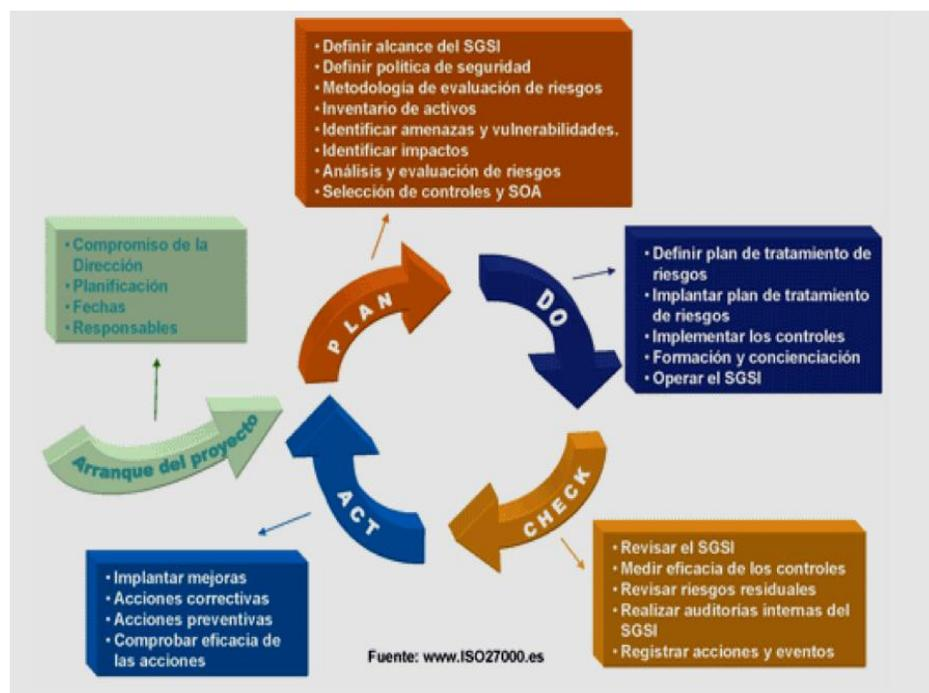 • Definir alcance del SGSI
• Definir política de seguridad
• Metodología de evaluación de riesgos
• Inventario de activos
• Identificar amenazas y vulnerabilidades.
• Identificar impactos
• Análisis y evaluación de riesgos
• Selección de controles y SOA
• Compromiso de la
Dirección
• Planificación
• Fechas
• Responsables
Arranque del proyecto
PLAN
DO
• Definir plan de tratamiento de
riesgos
• Implantar plan de tratamiento
de riesgos
• Implementar los controles
• Formación y concienciación
• Operar el SGSI
CHECK
• Revisar el SGSI
• Medir eficacia de los controles
• Revisar riesgos residuales
• Realizar auditorías internas del
SGSI
• Registrar acciones y eventos
ACT
• Implantar mejoras
• Acciones correctivas
• Acciones preventivas
• Comprobar eficacia de
las acciones
Fuente: www.ISO27000.es